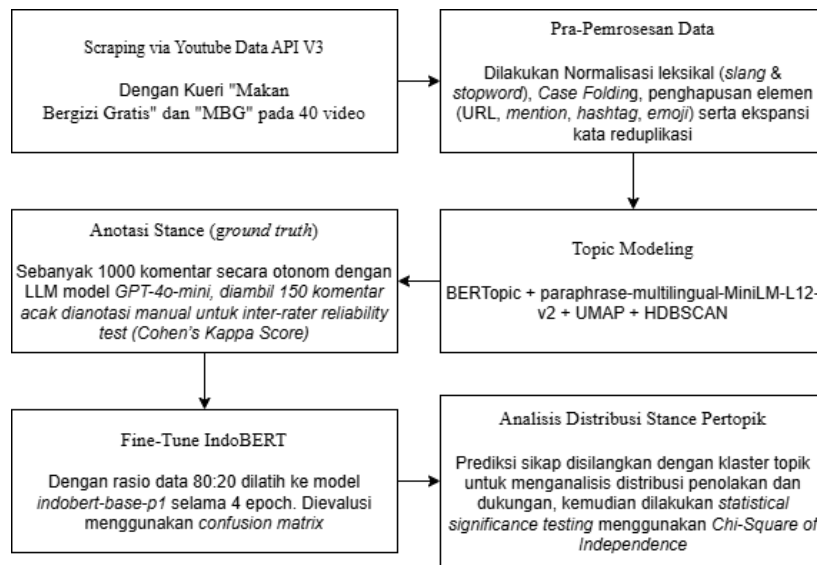 Scraping via Youtube Data API V3
Dengan Kueri "Makan
Bergizi Gratis" dan "MBG" pada 40 video
Pra-Pemrosesan Data
Dilakukan Normalisasi leksikal (slang &
stopword), Case Folding, penghapusan elemen
(URL, mention, hashtag, emoji) serta ekspansi
kata reduplikasi
Topic Modeling
BERTopic + paraphrase-multilingual-MiniLM-L12-
v2 + UMAP + HDBSCAN
Anotasi Stance (ground truth)
Sebanyak 1000 komentar secara otonom dengan
LLM model GPT-4o-mini, diambil 150 komentar
acak dianotasi manual untuk inter-rater reliability
test (Cohen's Kappa Score)
Fine-Tune IndoBERT
Dengan rasio data 80:20 dilatih ke model
indobert-base-p1 selama 4 epoch. Dievalusi
menggunakan confusion matrix
Analisis Distribusi Stance Pertopik
Prediksi sikap disilangkan dengan klaster topik
untuk menganalisis distribusi penolakan dan
dukungan, kemudian dilakukan statistical
significance testing menggunakan Chi-Square of
Independence